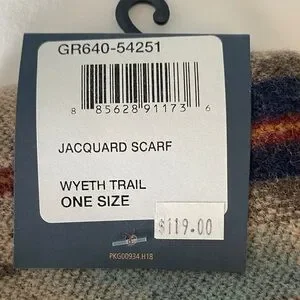 GR640-54251
8 85628 91173 6
JACQUARD SCARF
WYETH TRAIL
ONE SIZE
$119.00
PKG00934.H18